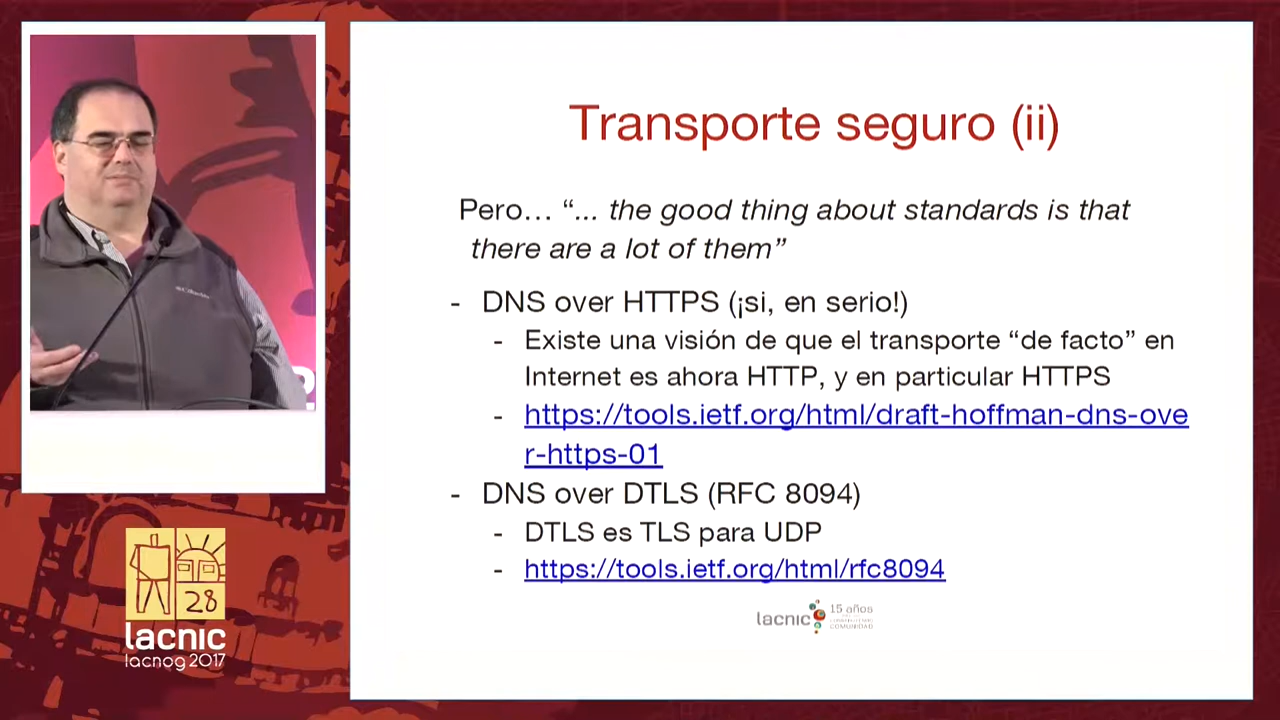 Transporte seguro (ii)
Pero… “... the good thing about standards is that
there are a lot of them”
- DNS over HTTPS (¡si, en serio!)
- Existe una visión de que el transporte “de facto” en
Internet es ahora HTTP, y en particular HTTPS
- https://tools.ietf.org/html/draft-hoffman-dns-ove
r-https-01
- DNS over DTLS (RFC 8094)
- DTLS es TLS para UDP
- https://tools.ietf.org/html/rfc8094
lacnic
15 años
COMUNIDAD
Columbia
28
lacnic
lacnog 2017